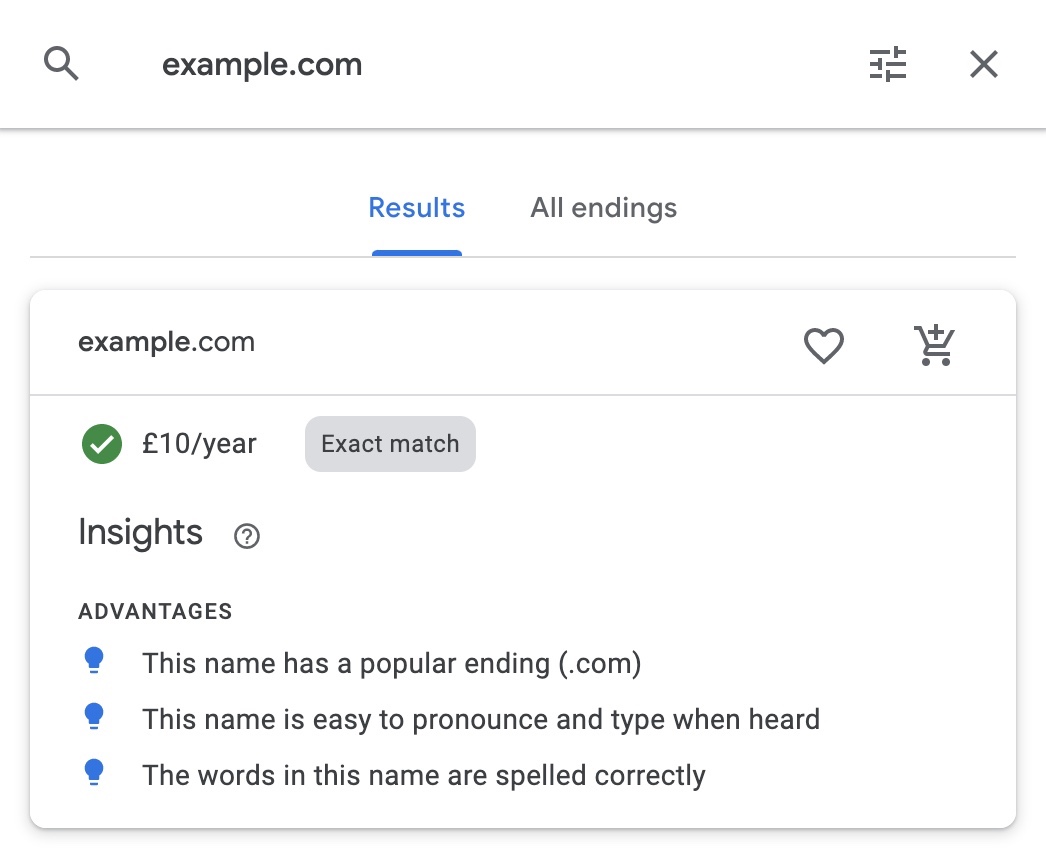 example.com
Results All endings
example.com
£10/year Exact match
Insights ?
ADVANTAGES
This name has a popular ending (.com)
This name is easy to pronounce and type when heard
The words in this name are spelled correctly